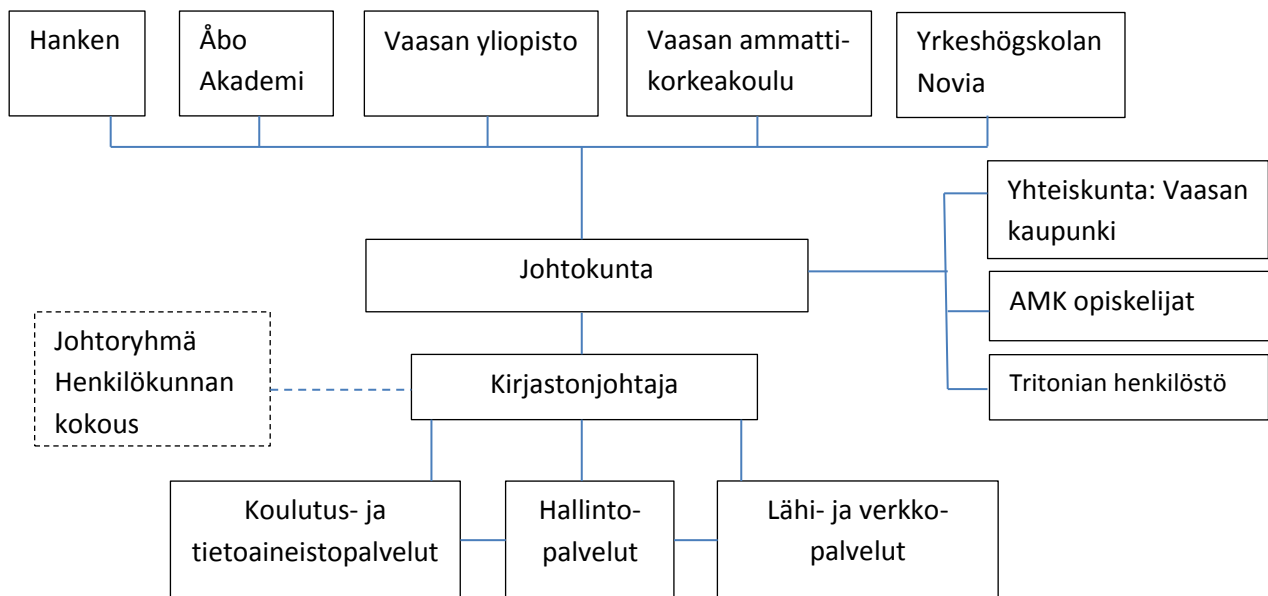 Hanken
Åbo
Akademi
Vaasan yliopisto
Vaasan ammatti-
korkeakoulu
Yrkeshögskolan
Novia
Yhteiskunta: Vaasan
kaupunki
Johtokunta
AMK opiskelijat
Johtoryhmä
Henkilökunnan
kokous
Kirjastonjohtaja
Tritonian henkilöstö
Koulutus- ja
tietoaineistopalvelut
Hallinto-
palvelut
Lähi- ja verkko-
palvelut